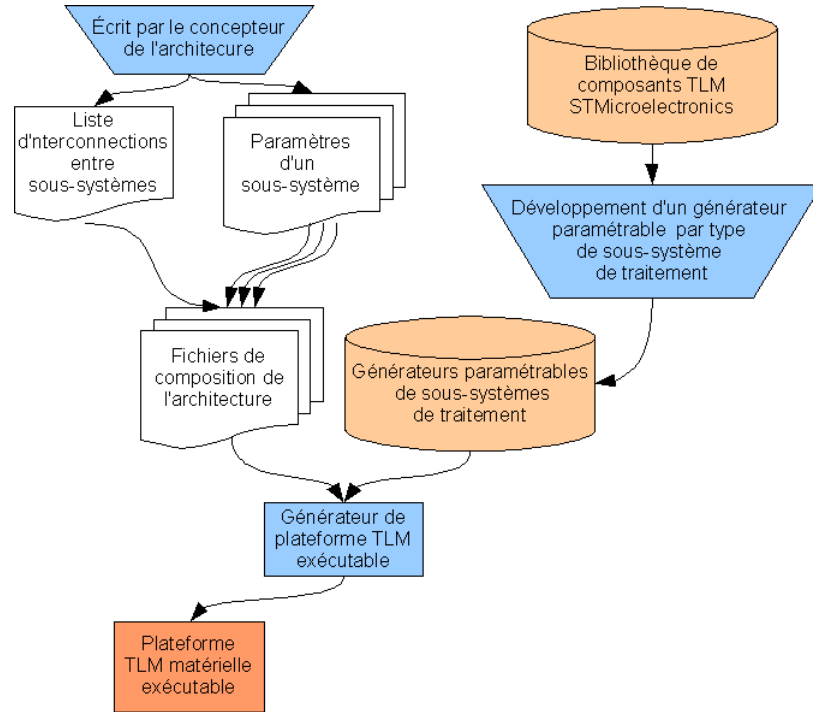 Écrit par le concepteur
de l'architecure
Bibliothèque de
composants TLM
STMicroelectronics
Liste
d'nterconnections
entre
sous-systèmes
Paramètres
d'un
sous-système
Développement d'un générateur
paramétrable par type
de sous-système
de traitement
Fichiers de
composition de
l'architecture
Générateurs paramétrables
de sous-systèmes
de traitement
Générateur de
plateforme TLM
exécutable
Plateforme
TLM matérielle
exécutable